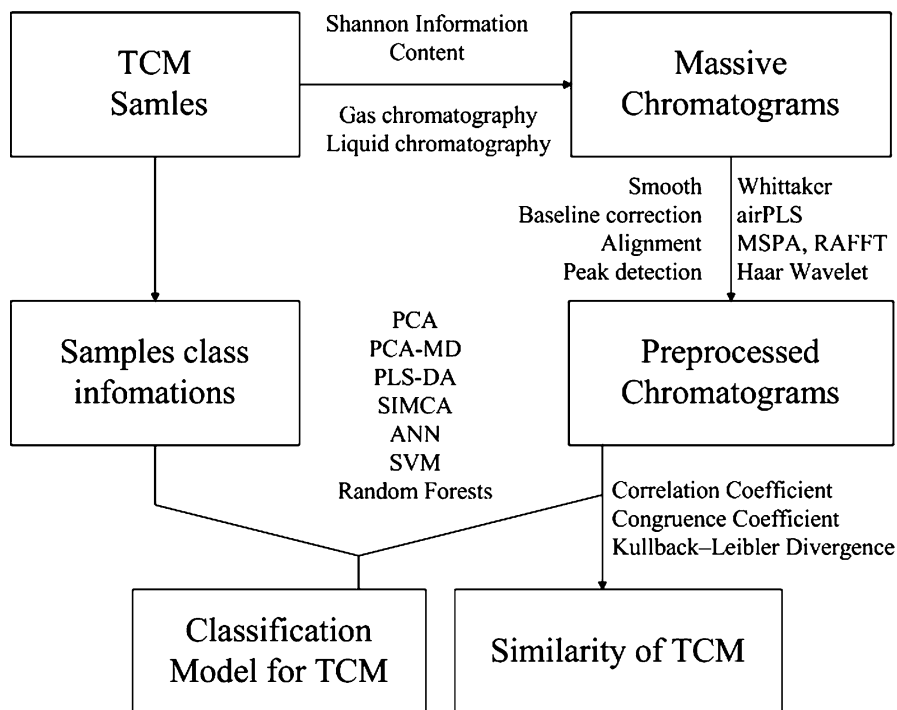 TCM
Samles
Shannon Information
Content
Gas chromatography
Liquid chromatography
Massive
Chromatograms
Smooth
Baseline correction
Alignment
Peak detection
Whittaker
airPLS
MSPA, RAFFT
Haar Wavelet
Samples class
infomations
PCA
PCA-MD
PLS-DA
SIMCA
ANN
SVM
Random Forests
Preprocessed
Chromatograms
Correlation Coefficient
Congruence Coefficient
Kullback–Leibler Divergence
Classification
Model for TCM
Similarity of TCM